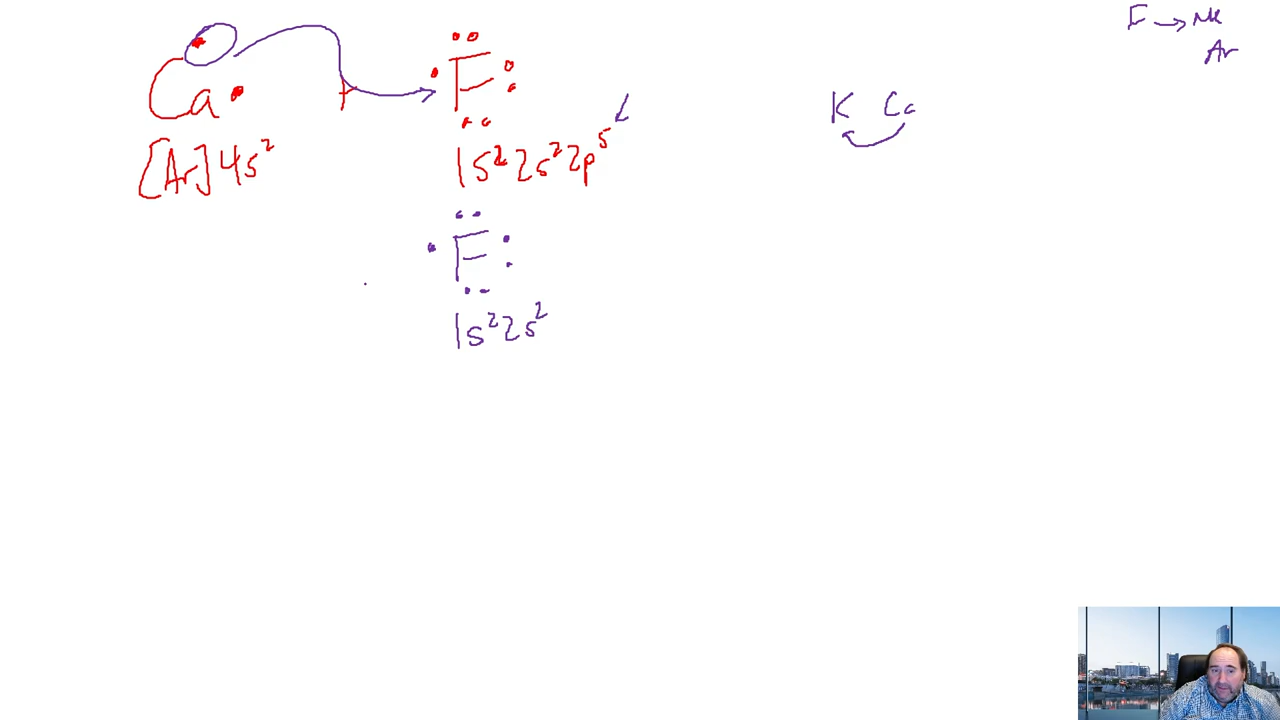 F → Ne
Ar
Ca F
K Ca
[Ar]4s² 1s²2s²2p⁵
F
1s²2s²